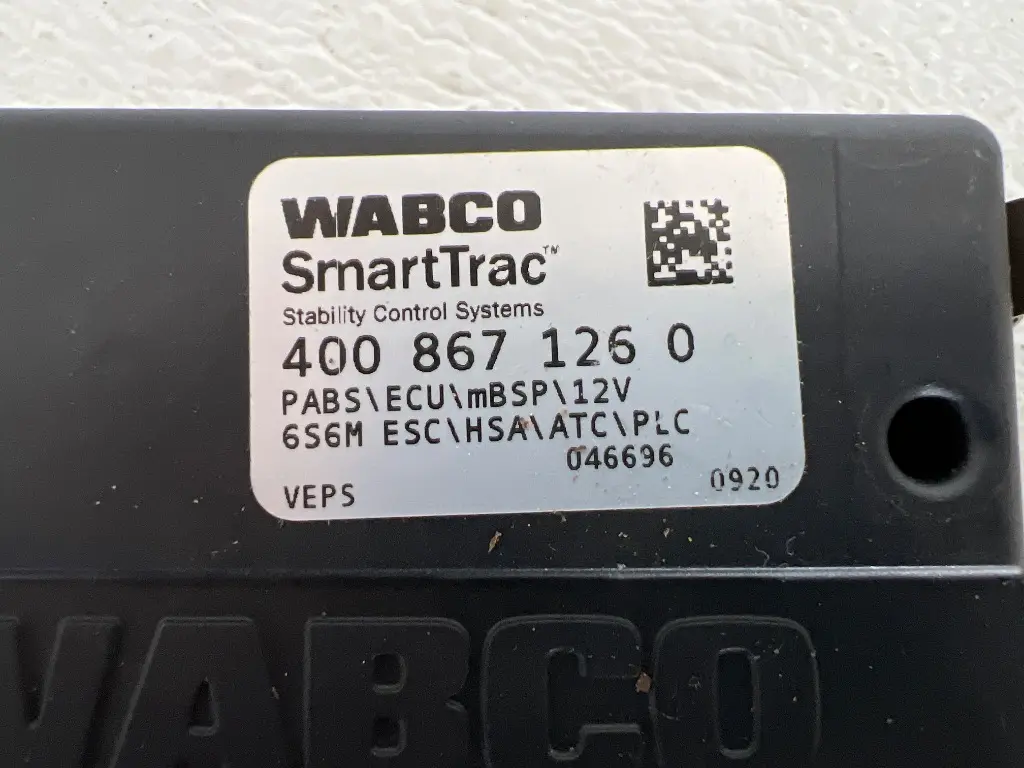 WABCO
SmartTrac™
Stability Control Systems
400 867 126 0
PABS\ECU\mBSP\12V
6S6M ESC\HSA\ATC\PLC
046696
VEPS 0920
WABCO